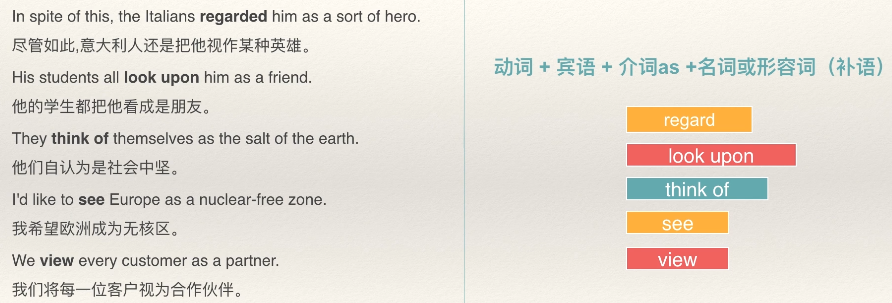 In spite of this, the Italians regarded him as a sort of hero.
尽管如此,意大利人还是把他视作某种英雄。
His students all look upon him as a friend.
他的学生都把他看成是朋友。
They think of themselves as the salt of the earth.
他们自认为是社会中坚。
I'd like to see Europe as a nuclear-free zone.
我希望欧洲成为无核区。
We view every customer as a partner.
我们将每一位客户视为合作伙伴。
动词 + 宾语 + 介词as +名词或形容词（补语）
regard
look upon
think of
see
view